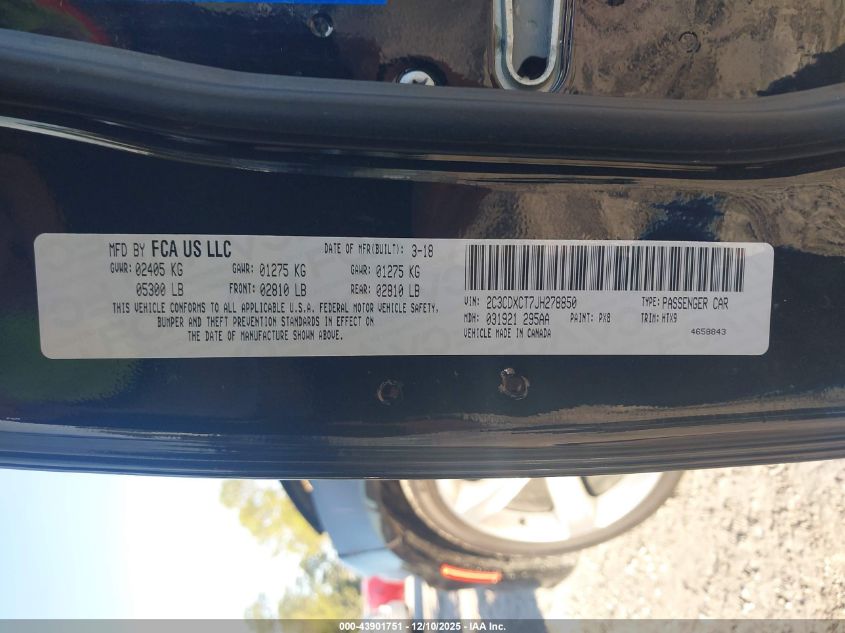 MFD BY FCA US LLC DATE OF MFR(BUILT): 3-18
GVWR: 02405 KG GAWR: 01275 KG GAWR: 01275 KG
05300 LB FRONT: 02810 LB REAR: 02810 LB
THIS VEHICLE CONFORMS TO ALL APPLICABLE U.S.A. FEDERAL MOTOR VEHICLE SAFETY,
BUMPER AND THEFT PREVENTION STANDARDS IN EFFECT ON
THE DATE OF MANUFACTURE SHOWN ABOVE.
VIN: 2C3CDXCT7JH278850 TYPE: PASSENGER CAR
MDH: 031921 295AA PAINT: PX8 TRIM: HTX9
VEHICLE MADE IN CANADA 4658843
000-43901751 - 12/10/2025 - IAA Inc.